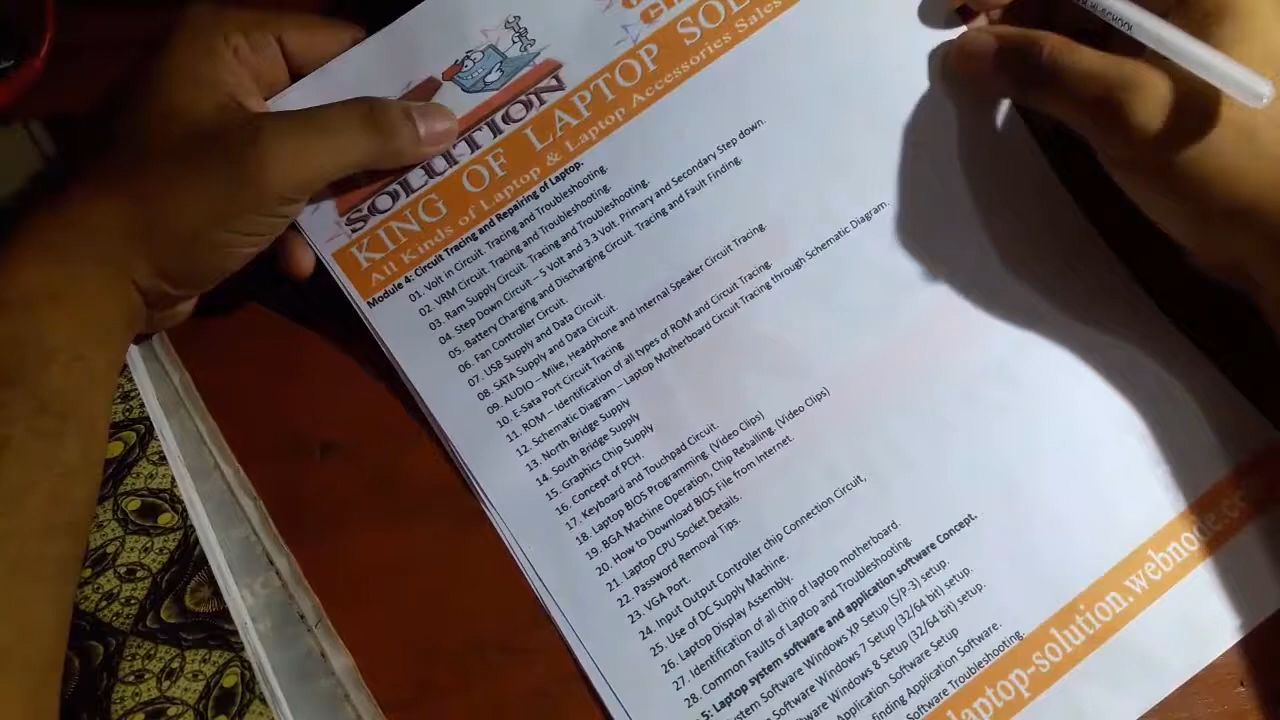 SOLUTION
KING OF LAPTOP SOL
All Kinds of Laptop & Laptop Accessories Sales
Module 4: Circuit Tracing and Repairing of Laptop.
01. Volt in Circuit. Tracing and Troubleshooting.
02. VRM Circuit. Tracing and Troubleshooting.
03. Ram Supply Circuit. Tracing and Troubleshooting.
04. Step Down Circuit – 5 Volt and 3.3 Volt. Primary and Secondary Step down.
05. Battery Charging and Discharging Circuit. Tracing and Fault Finding.
06. Fan Controller Circuit.
07. USB Supply and Data Circuit.
08. SATA Supply and Data Circuit.
09. AUDIO – Mike, Headphone and Internal Speaker Circuit Tracing.
10. E-Sata Port Circuit Tracing
11. ROM – Identification of all types of ROM and Circuit Tracing.
12. Schematic Diagram – Laptop Motherboard Circuit Tracing through Schematic Diagram.
13. North Bridge Supply
14. South Bridge Supply
15. Graphics Chip Supply
16. Concept of PCH.
17. Keyboard and Touchpad Circuit.
18. Laptop BIOS Programming. (Video Clips)
19. BGA Machine Operation, Chip Reballing. (Video Clips)
20. How to Download BIOS File from Internet.
21. Laptop CPU Socket Details.
22. Password Removal Tips.
23. VGA Port.
24. Input Output Controller chip Connection Circuit,
25. Use of DC Supply Machine.
26. Laptop Display Assembly.
27. Identification of all chip of laptop motherboard.
28. Common Faults of Laptop and Troubleshooting.
5: Laptop system software and application software Concept.
Software Windows XP Setup (S/P-3) setup.
Software Windows 7 Setup (32/64 bit) setup.
Windows 8 Setup (32/64 bit) setup.
Application Software Setup
finding Application Software.
Software Troubleshooting.
laptop-solution.webnode.c